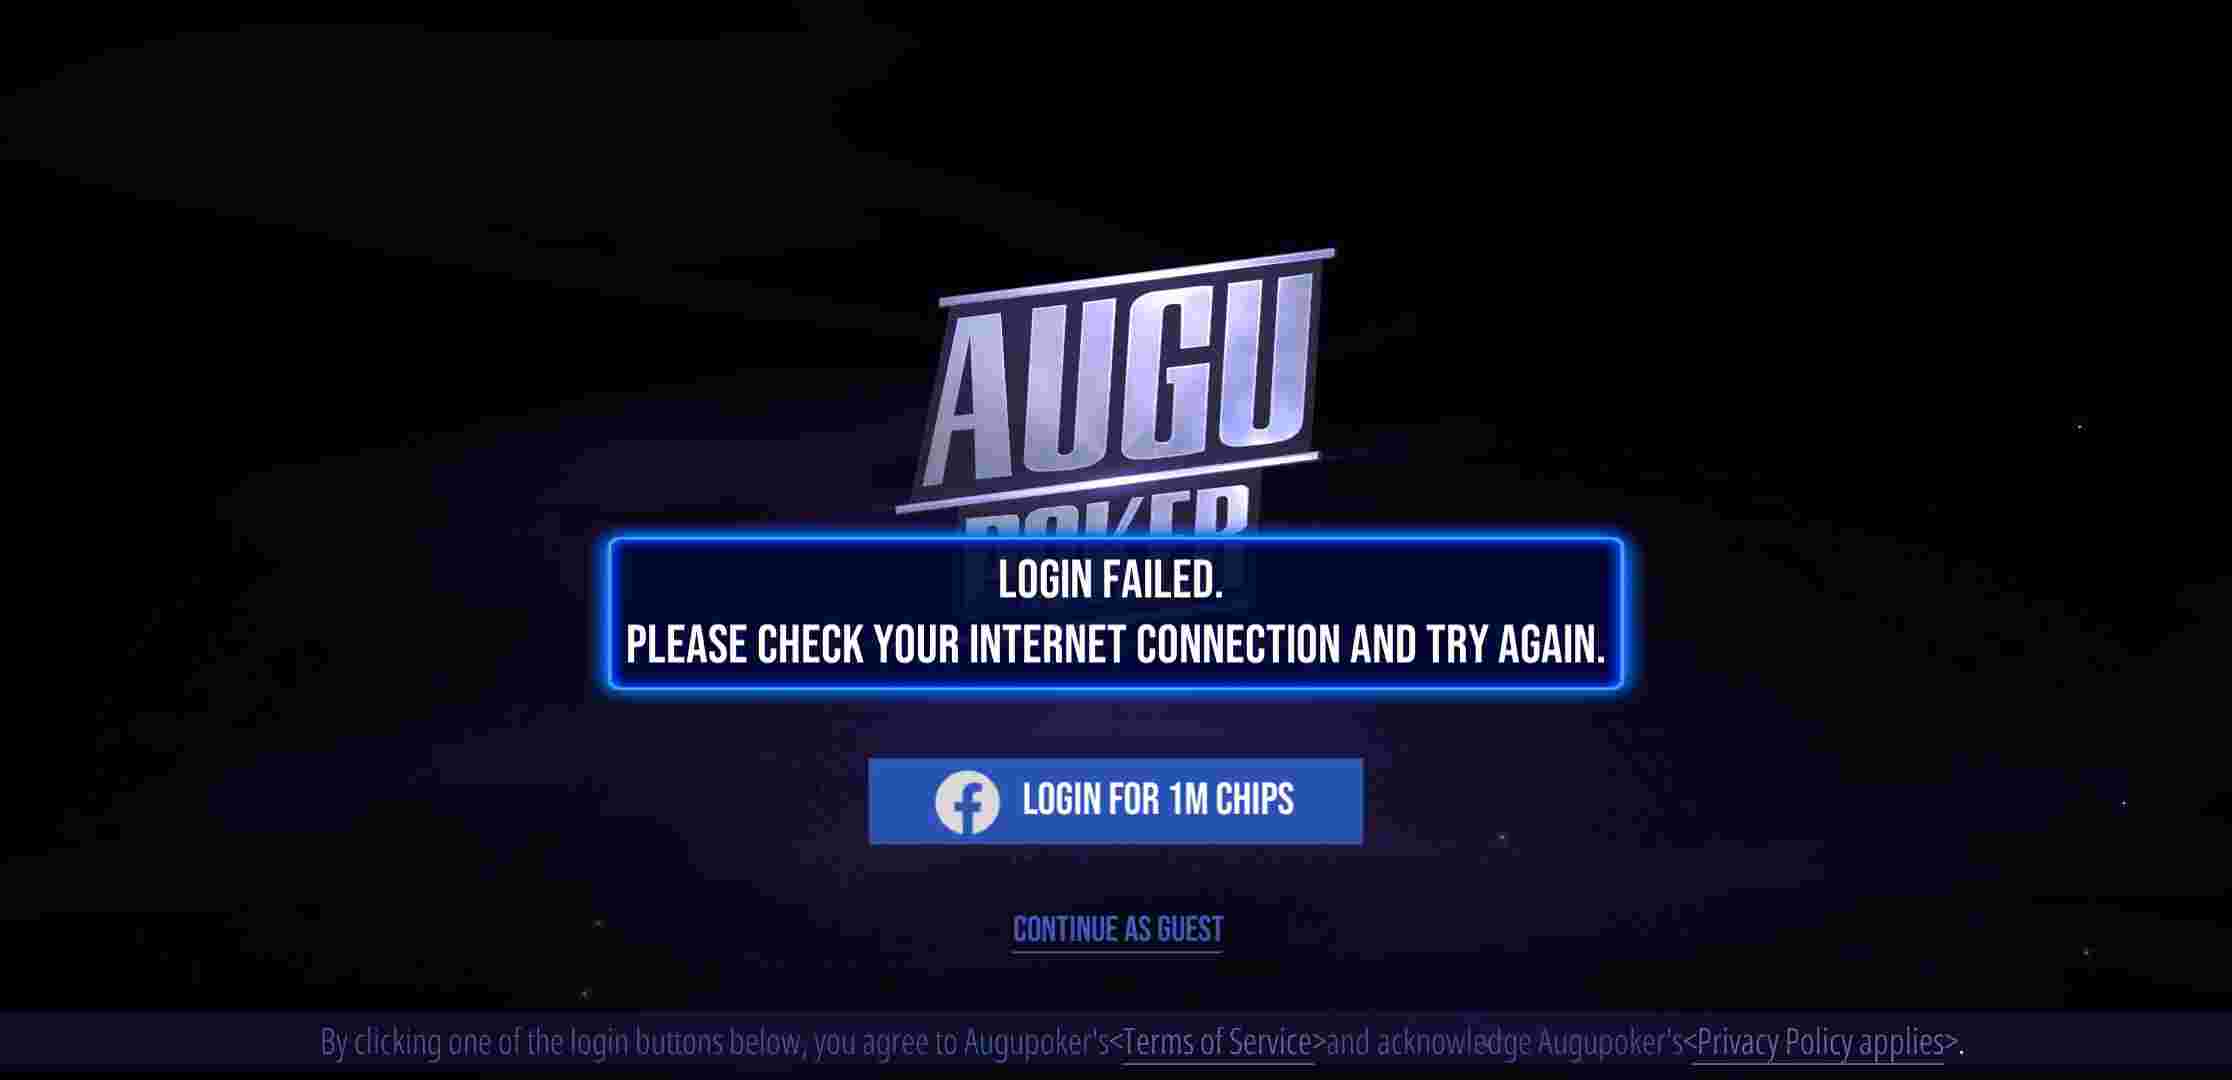 AUGU
POKER
LOGIN FAILED.
PLEASE CHECK YOUR INTERNET CONNECTION AND TRY AGAIN.
LOGIN FOR 1M CHIPS
CONTINUE AS GUEST
By clicking one of the login buttons below, you agree to Augupoker's<Terms of Service>and acknowledge Augupoker's<Privacy Policy applies>.